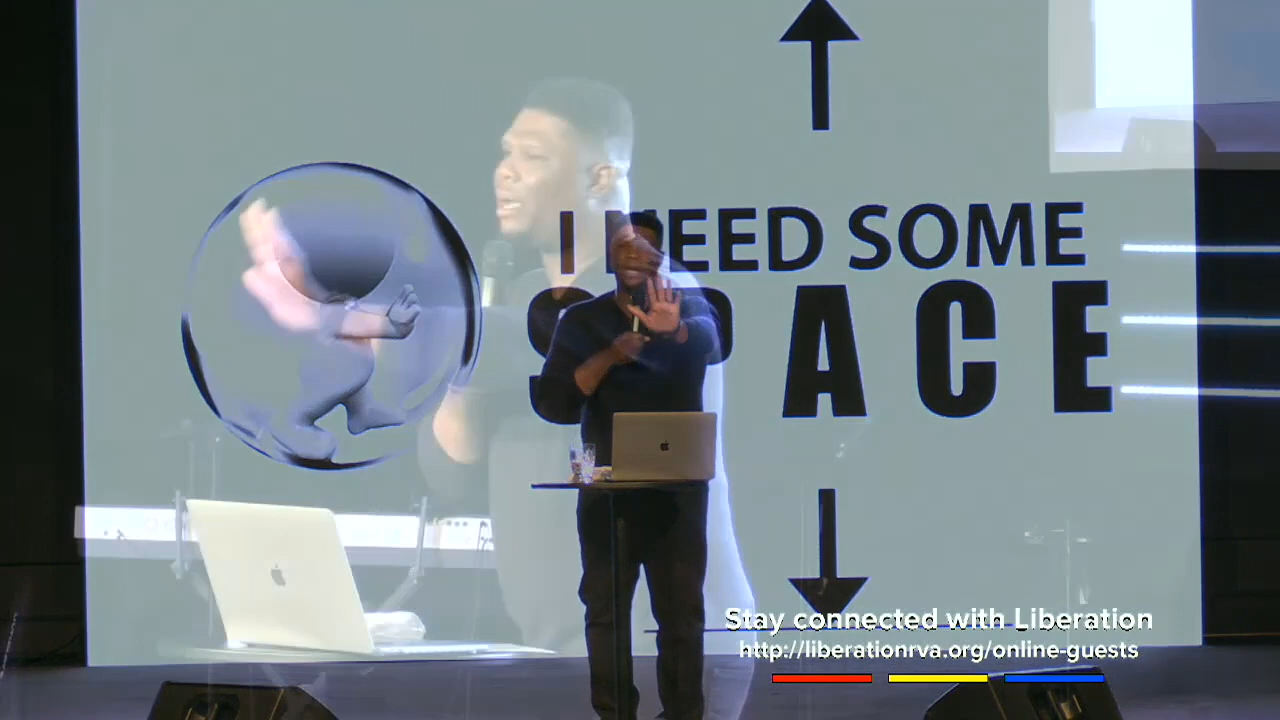 I NEED SOME
SPACE
Stay connected with Liberation
http://liberationrva.org/online-guests